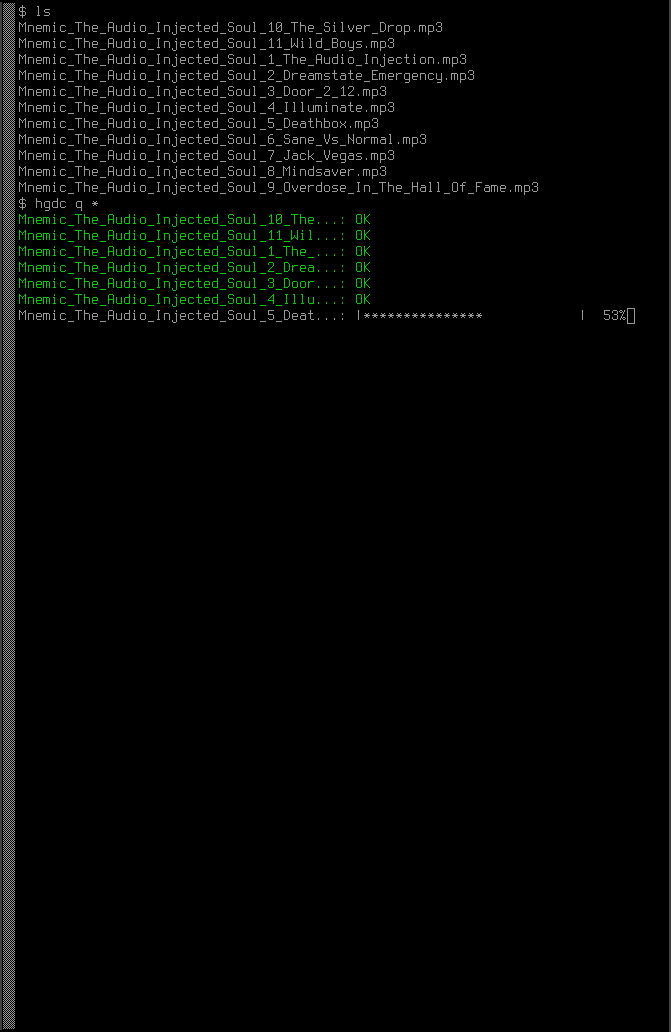 $ ls
Mnemic_The_Audio_Injected_Soul_10_The_Silver_Drop.mp3
Mnemic_The_Audio_Injected_Soul_11_Wild_Boys.mp3
Mnemic_The_Audio_Injected_Soul_1_The_Audio_Injection.mp3
Mnemic_The_Audio_Injected_Soul_2_Dreamstate_Emergency.mp3
Mnemic_The_Audio_Injected_Soul_3_Door_2_12.mp3
Mnemic_The_Audio_Injected_Soul_4_Illuminate.mp3
Mnemic_The_Audio_Injected_Soul_5_Deathbox.mp3
Mnemic_The_Audio_Injected_Soul_6_Sane_Vs_Normal.mp3
Mnemic_The_Audio_Injected_Soul_7_Jack_Vegas.mp3
Mnemic_The_Audio_Injected_Soul_8_Mindsaver.mp3
Mnemic_The_Audio_Injected_Soul_9_Overdose_In_The_Hall_Of_Fame.mp3
$ hgdc q *
Mnemic_The_Audio_Injected_Soul_10_The...: OK
Mnemic_The_Audio_Injected_Soul_11_Wil...: OK
Mnemic_The_Audio_Injected_Soul_1_The_...: OK
Mnemic_The_Audio_Injected_Soul_2_Drea...: OK
Mnemic_The_Audio_Injected_Soul_3_Door...: OK
Mnemic_The_Audio_Injected_Soul_4_Illu...: OK
Mnemic_The_Audio_Injected_Soul_5_Deat...: |***************            |  53%